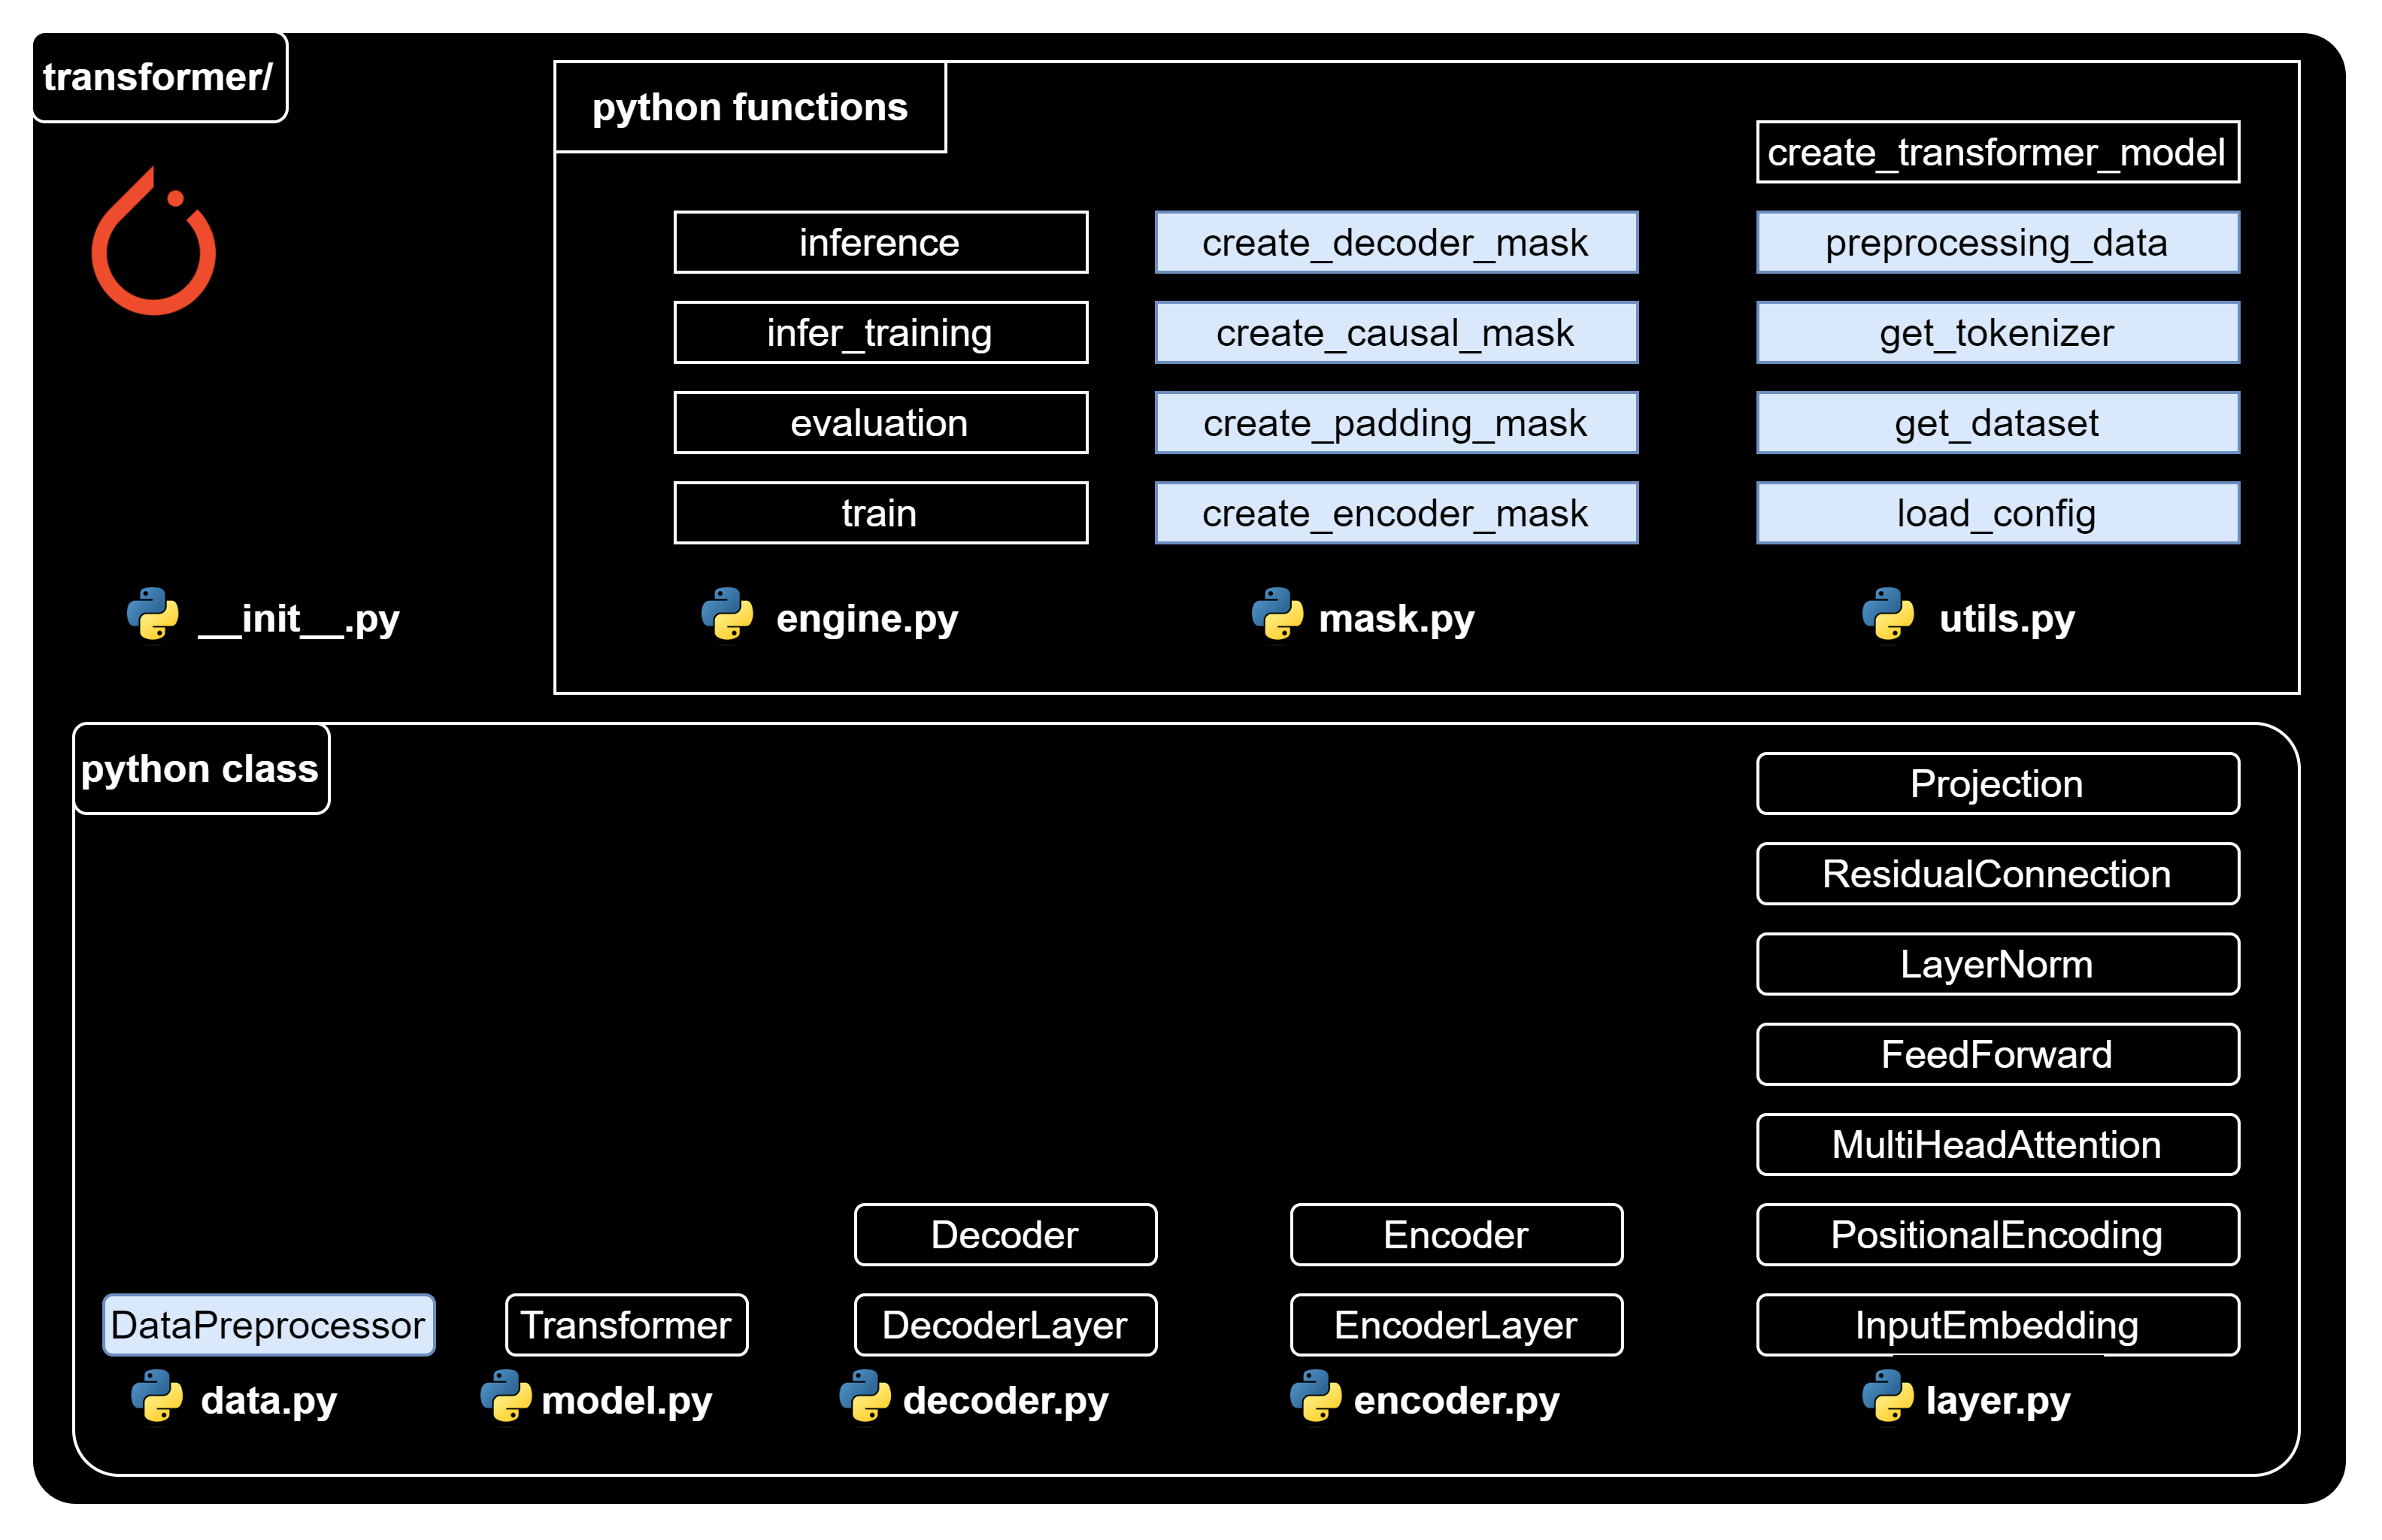 transformer/
python functions
create_transformer_model
inference
create_decoder_mask
preprocessing_data
infer_training
create_causal_mask
get_tokenizer
evaluation
create_padding_mask
get_dataset
train
create_encoder_mask
load_config
__init__.py
engine.py
mask.py
utils.py
python class
Projection
ResidualConnection
LayerNorm
FeedForward
MultiHeadAttention
Decoder
Encoder
PositionalEncoding
DataPreprocessor
Transformer
DecoderLayer
EncoderLayer
InputEmbedding
data.py
model.py
decoder.py
encoder.py
layer.py